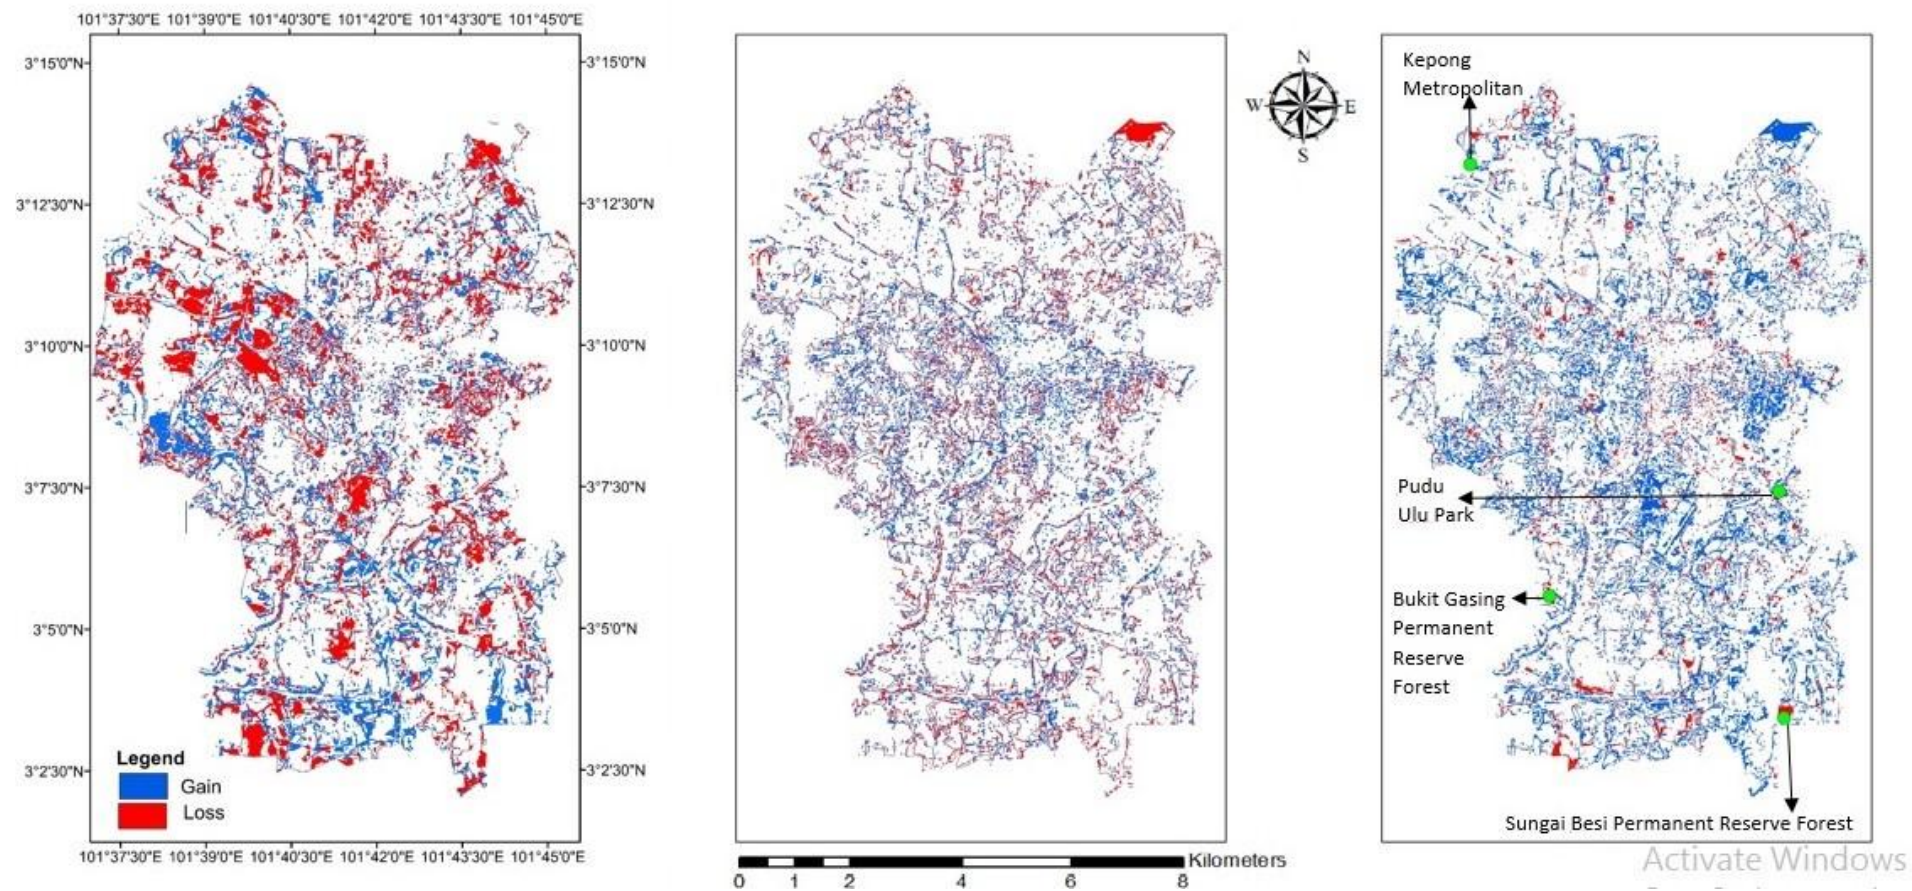 101°37'30"E 101°39'0"E 101°40'30"E 101°42'0"E 101°43'30"E 101°45'0"E
3°15'0"N
3°15'0"N
3°12'30"N
3°12'30"N
3°10'0"N
3°10'0"N
3°7'30"N
3°7'30"N
3°5'0"N
3°5'0"N
3°2'30"N
3°2'30"N
Legend
Gain
Loss
101°37'30"E 101°39'0"E 101°40'30"E 101°42'0"E 101°43'30"E 101°45'0"E
N
W E
S
Kilometers
0 1 2 4 6 8
Kepong
Metropolitan
Pudu
Ulu Park
Bukit Gasing
Permanent
Reserve
Forest
Sungai Besi Permanent Reserve Forest
Activate Windows